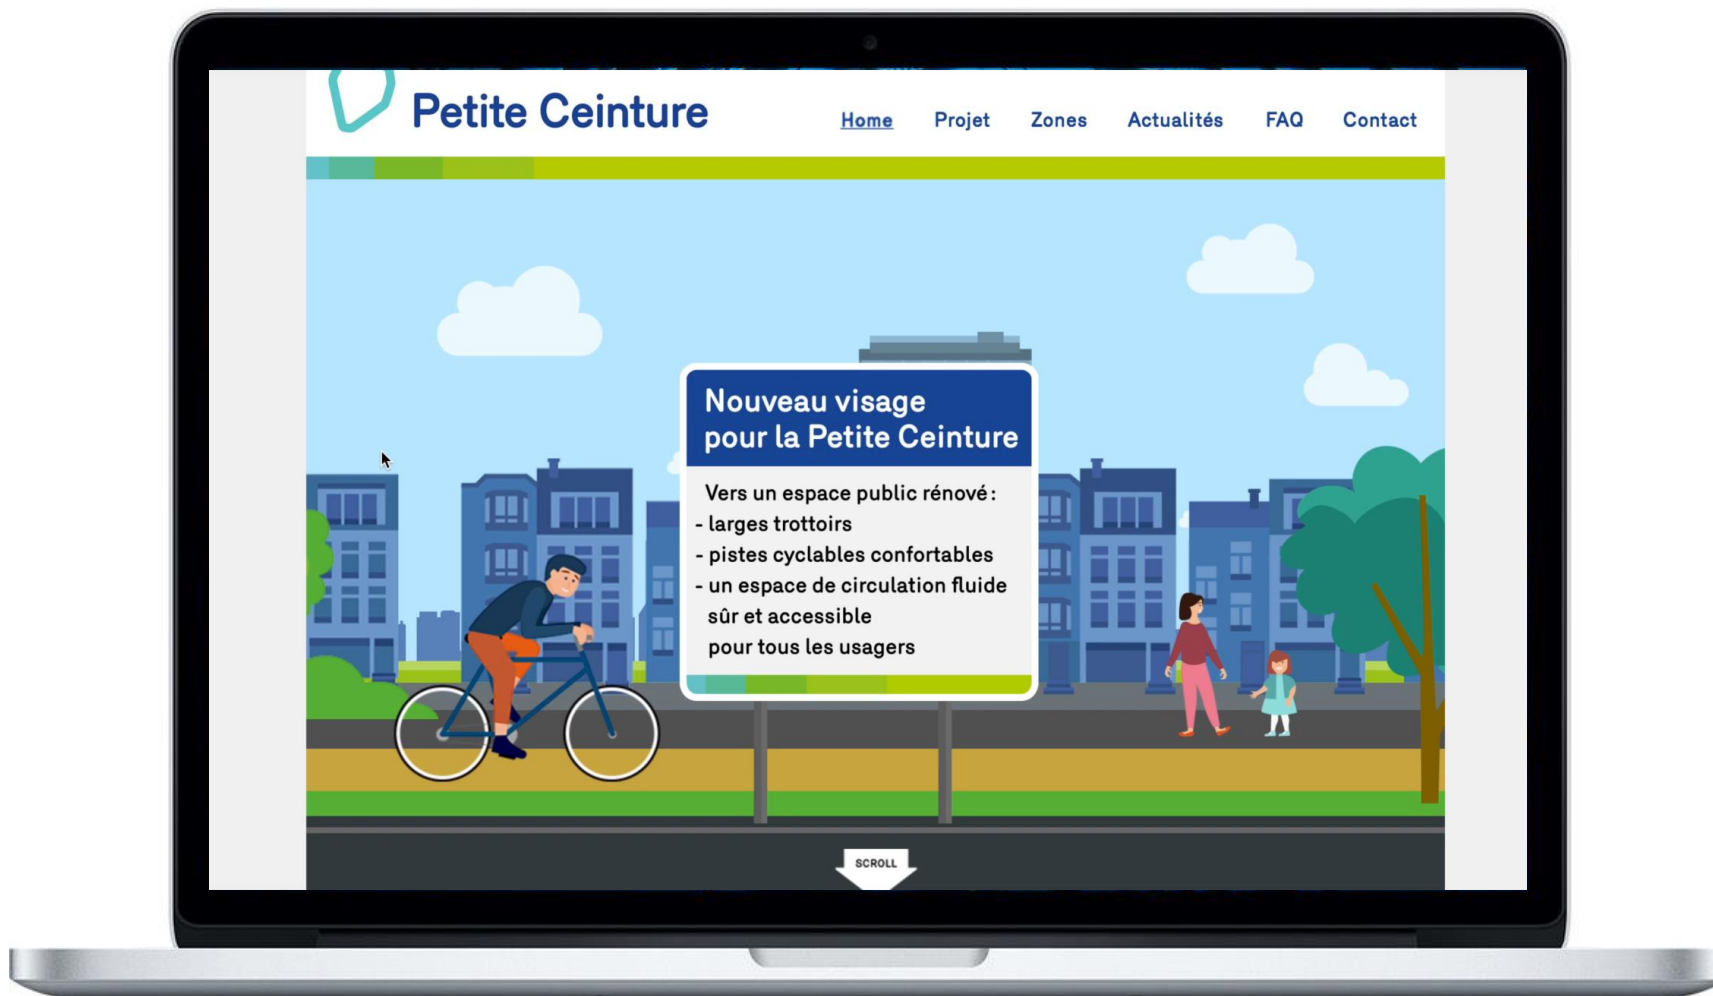 Petite Ceinture
Home Projet Zones Actualités FAQ Contact
Nouveau visage
pour la Petite Ceinture
Vers un espace public rénové :
- larges trottoirs
- pistes cyclables confortables
- un espace de circulation fluide
sûr et accessible
pour tous les usagers
SCROLL